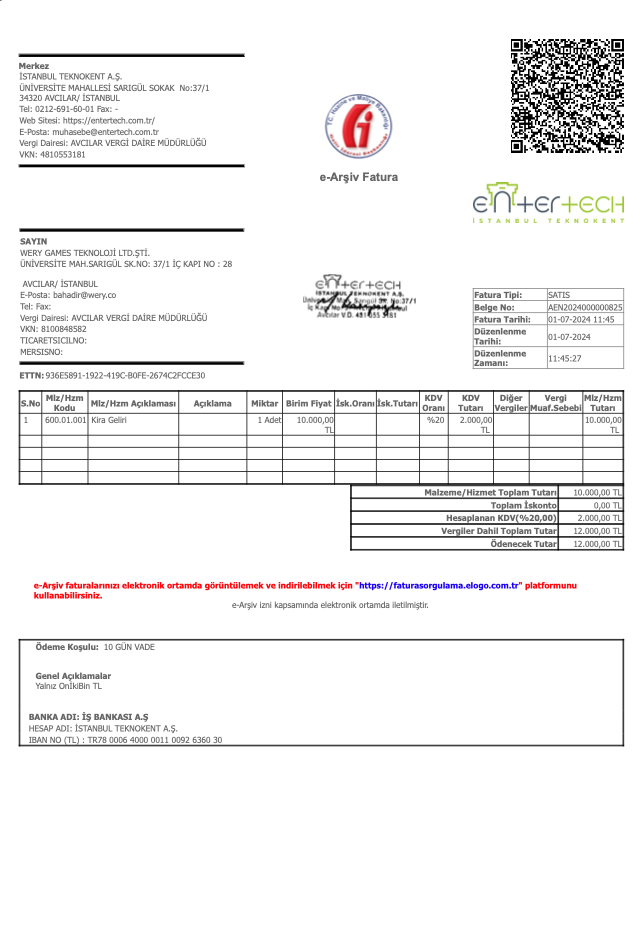 Merkez
İSTANBUL TEKNOKENT A.Ş.
ÜNİVERSİTE MAHALLESİ SARIGÜL SOKAK No:37/1
34320 AVCILAR/ İSTANBUL
Tel: 0212-691-60-01 Fax: -
Web Sitesi: https://entertech.com.tr/
E-Posta: muhasebe@entertech.com.tr
Vergi Dairesi: AVCILAR VERGİ DAİRE MÜDÜRLÜĞÜ
VKN: 4810553181
T.C. Hazine ve Maliye Bakanlığı
Gelir İdaresi Başkanlığı
e-Arşiv Fatura
entertech
İSTANBUL TEKNOKENT
SAYIN
WERY GAMES TEKNOLOJİ LTD.ŞTİ.
ÜNİVERSİTE MAH.SARIGÜL SK.NO: 37/1 İÇ KAPI NO : 28
AVCILAR/ İSTANBUL
E-Posta: bahadir@wery.co
Tel: Fax:
Vergi Dairesi: AVCILAR VERGİ DAİRE MÜDÜRLÜĞÜ
VKN: 8100848582
TICARETSICILNO:
MERSISNO:
entertech
İSTANBUL TEKNOKENT A.Ş.
Üniversite Mah. Sarıgül Sk. No:37/1
Avcılar V.D. 481 055 3181
Fatura Tipi: SATIS
Belge No: AEN2024000000825
Fatura Tarihi: 01-07-2024 11:45
Düzenlenme Tarihi: 01-07-2024
Düzenlenme Zamanı: 11:45:27
ETTN: 936E5891-1922-419C-B0FE-2674C2FCCE30
S.No Mlz/Hzm Kodu Mlz/Hzm Açıklaması Açıklama Miktar Birim Fiyat İsk.Oranı İsk.Tutarı KDV Oranı KDV Tutarı Diğer Vergiler Vergi Muaf.Sebebi Mlz/Hzm Tutarı
1 600.01.001 Kira Geliri 1 Adet 10.000,00 TL %20 2.000,00 TL 10.000,00 TL
Malzeme/Hizmet Toplam Tutarı 10.000,00 TL
Toplam İskonto 0,00 TL
Hesaplanan KDV(%20,00) 2.000,00 TL
Vergiler Dahil Toplam Tutar 12.000,00 TL
Ödenecek Tutar 12.000,00 TL
e-Arşiv faturalarınızı elektronik ortamda görüntülemek ve indirilebilmek için "https://faturasorgulama.elogo.com.tr" platformunu
kullanabilirsiniz.
e-Arşiv izni kapsamında elektronik ortamda iletilmiştir.
Ödeme Koşulu: 10 GÜN VADE
Genel Açıklamalar
Yalnız OnİkiBin TL
BANKA ADI: İŞ BANKASI A.Ş
HESAP ADI: İSTANBUL TEKNOKENT A.Ş.
IBAN NO (TL) : TR78 0006 4000 0011 0092 6360 30